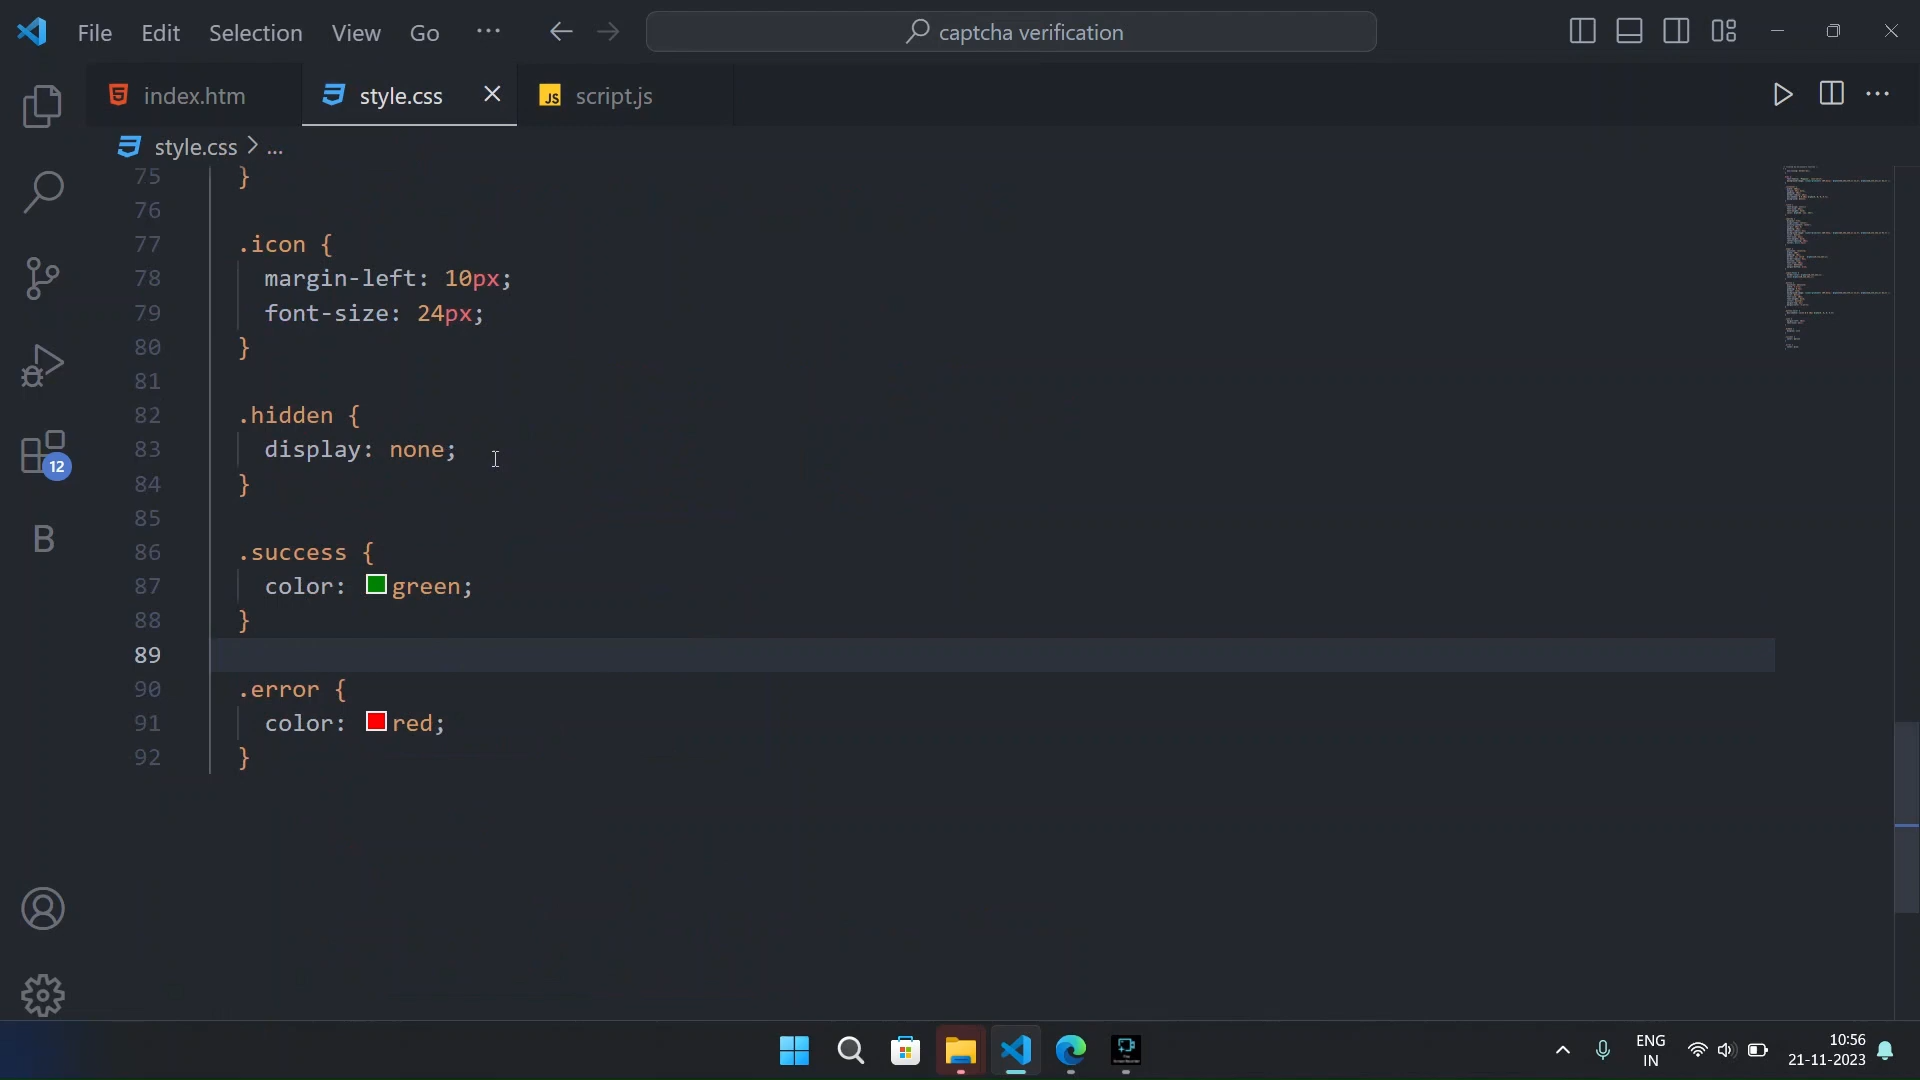 File Edit Selection View Go ··· captcha verification
index.htm style.css JS script.js
style.css > ...
75 }
76
77 .icon {
78 margin-left: 10px;
79 font-size: 24px;
80 }
81
82 .hidden {
83 display: none;
84 }
85
86 .success {
87 color: green;
88 }
89
90 .error {
91 color: red;
92 }
12
B
ENG
IN
10:56
21-11-2023